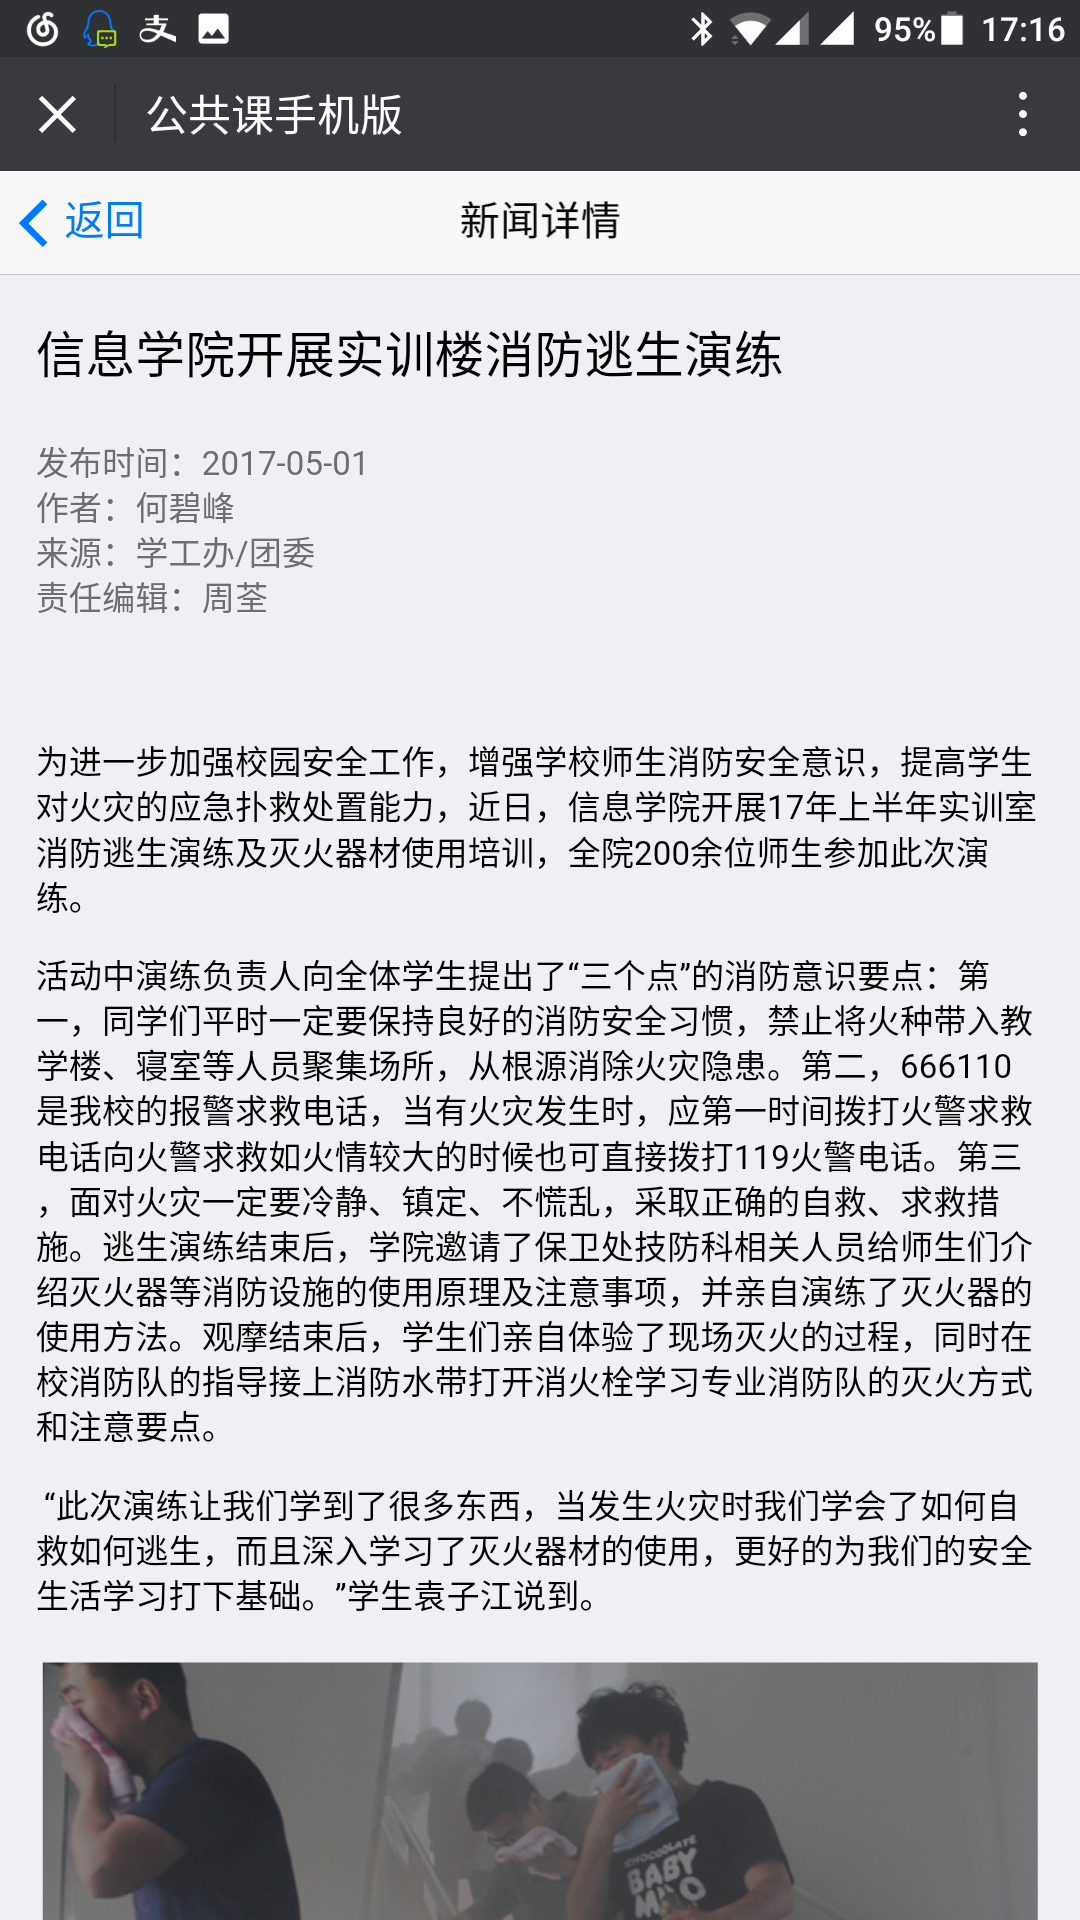 95% 17:16
公共课手机版
返回 新闻详情
信息学院开展实训楼消防逃生演练
发布时间：2017-05-01
作者：何碧峰
来源：学工办/团委
责任编辑：周荃
为进一步加强校园安全工作，增强学校师生消防安全意识，提高学生
对火灾的应急扑救处置能力，近日，信息学院开展17年上半年实训室
消防逃生演练及灭火器材使用培训，全院200余位师生参加此次演
练。
活动中演练负责人向全体学生提出了“三个点”的消防意识要点：第
一，同学们平时一定要保持良好的消防安全习惯，禁止将火种带入教
学楼、寝室等人员聚集场所，从根源消除火灾隐患。第二，666110
是我校的报警求救电话，当有火灾发生时，应第一时间拨打火警求救
电话向火警求救如火情较大的时候也可直接拨打119火警电话。第三
，面对火灾一定要冷静、镇定、不慌乱，采取正确的自救、求救措
施。逃生演练结束后，学院邀请了保卫处技防科相关人员给师生们介
绍灭火器等消防设施的使用原理及注意事项，并亲自演练了灭火器的
使用方法。观摩结束后，学生们亲自体验了现场灭火的过程，同时在
校消防队的指导接上消防水带打开消火栓学习专业消防队的灭火方式
和注意要点。
“此次演练让我们学到了很多东西，当发生火灾时我们学会了如何自
救如何逃生，而且深入学习了灭火器材的使用，更好的为我们的安全
生活学习打下基础。”学生袁子江说到。
CHOCOOLATE
BABY
MILO